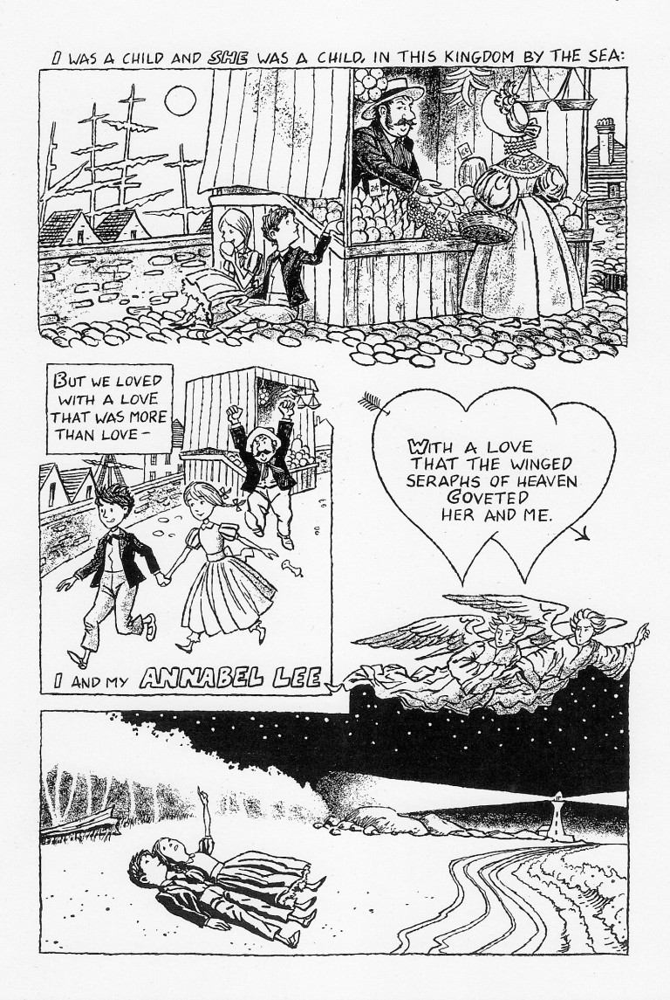 I WAS A CHILD AND SHE WAS A CHILD, IN THIS KINGDOM BY THE SEA:
24
BUT WE LOVED
WITH A LOVE
THAT WAS MORE
THAN LOVE–
WITH A LOVE
THAT THE WINGED
SERAPHS OF HEAVEN
COVETED
HER AND ME.
I AND MY ANNABEL LEE